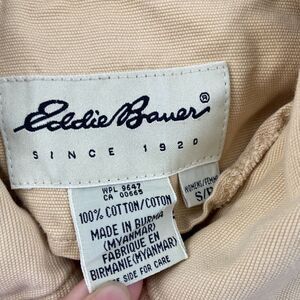 Eddie Bauer®
SINCE 1920
WPL 9647
CA 00665
100% COTTON/COTON
MADE IN BURMA
(MYANMAR)
FABRIQUE EN
BIRMANIE (MYANMAR)
SIDE FOR CARE
WOMENS/FEMME
S/P